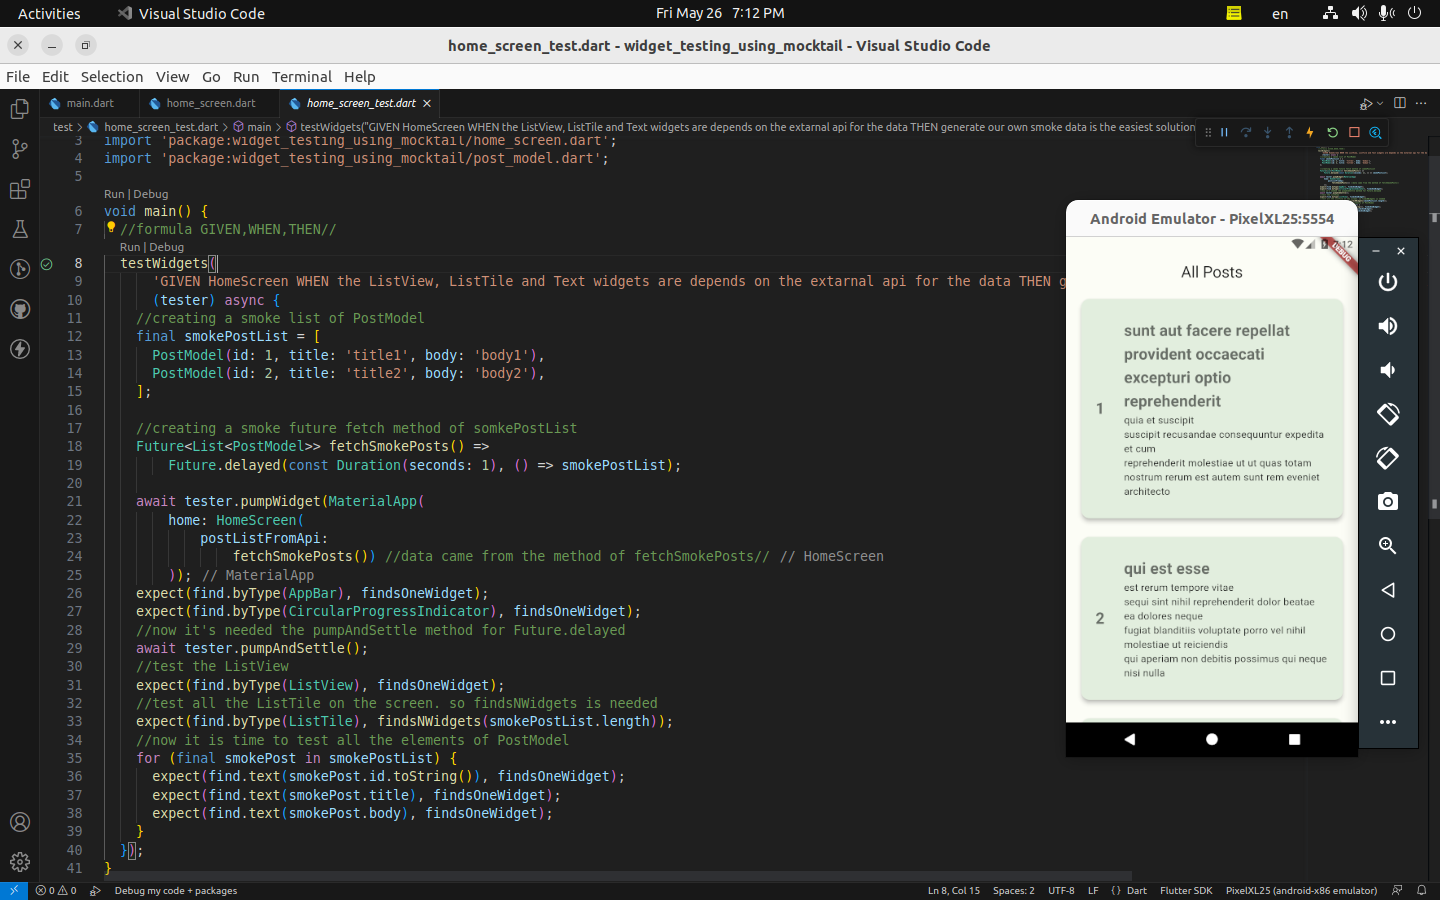 Activities
Visual Studio Code
Fri May 26 7:12 PM
en
home_screen_test.dart - widget_testing_using_mocktail - Visual Studio Code
File Edit Selection View Go Run Terminal Help
main.dart
home_screen.dart
home_screen_test.dart
test > home_screen_test.dart > main > testWidgets("GIVEN HomeScreen WHEN the ListView, ListTile and Text widgets are depends on the extarnal api for the data THEN generate our own smoke data is the easiest solution
3 import 'package:widget_testing_using_mocktail/home_screen.dart';
4 import 'package:widget_testing_using_mocktail/post_model.dart';
5
Run | Debug
6 void main() {
7 //formula GIVEN,WHEN,THEN//
Run | Debug
8 testWidgets(
9 'GIVEN HomeScreen WHEN the ListView, ListTile and Text widgets are depends on the extarnal api for the data THEN g
10 (tester) async {
11 //creating a smoke list of PostModel
12 final smokePostList = [
13 PostModel(id: 1, title: 'title1', body: 'body1'),
14 PostModel(id: 2, title: 'title2', body: 'body2'),
15 ];
16
17 //creating a smoke future fetch method of somkePostList
18 Future<List<PostModel>> fetchSmokePosts() =>
19 Future.delayed(const Duration(seconds: 1), () => smokePostList);
20
21 await tester.pumpWidget(MaterialApp(
22 home: HomeScreen(
23 postListFromApi:
24 fetchSmokePosts()) //data came from the method of fetchSmokePosts// // HomeScreen
25 )); // MaterialApp
26 expect(find.byType(AppBar), findsOneWidget);
27 expect(find.byType(CircularProgressIndicator), findsOneWidget);
28 //now it's needed the pumpAndSettle method for Future.delayed
29 await tester.pumpAndSettle();
30 //test the ListView
31 expect(find.byType(ListView), findsOneWidget);
32 //test all the ListTile on the screen. so findsNWidgets is needed
33 expect(find.byType(ListTile), findsNWidgets(smokePostList.length));
34 //now it is time to test all the elements of PostModel
35 for (final smokePost in smokePostList) {
36 expect(find.text(smokePost.id.toString()), findsOneWidget);
37 expect(find.text(smokePost.title), findsOneWidget);
38 expect(find.text(smokePost.body), findsOneWidget);
39 }
40 });
41 }
Android Emulator - PixelXL25:5554
12
DEBUG
All Posts
1
sunt aut facere repellat
provident occaecati
excepturi optio
reprehenderit
quia et suscipit
suscipit recusandae consequuntur expedita
et cum
reprehenderit molestiae ut ut quas totam
nostrum rerum est autem sunt rem eveniet
architecto
2
qui est esse
est rerum tempore vitae
sequi sint nihil reprehenderit dolor beatae
ea dolores neque
fugiat blanditiis voluptate porro vel nihil
molestiae ut reiciendis
qui aperiam non debitis possimus qui neque
nisi nulla
0 0
Debug my code + packages
Ln 8, Col 15
Spaces: 2
UTF-8
LF
{} Dart
Flutter SDK
PixelXL25 (android-x86 emulator)